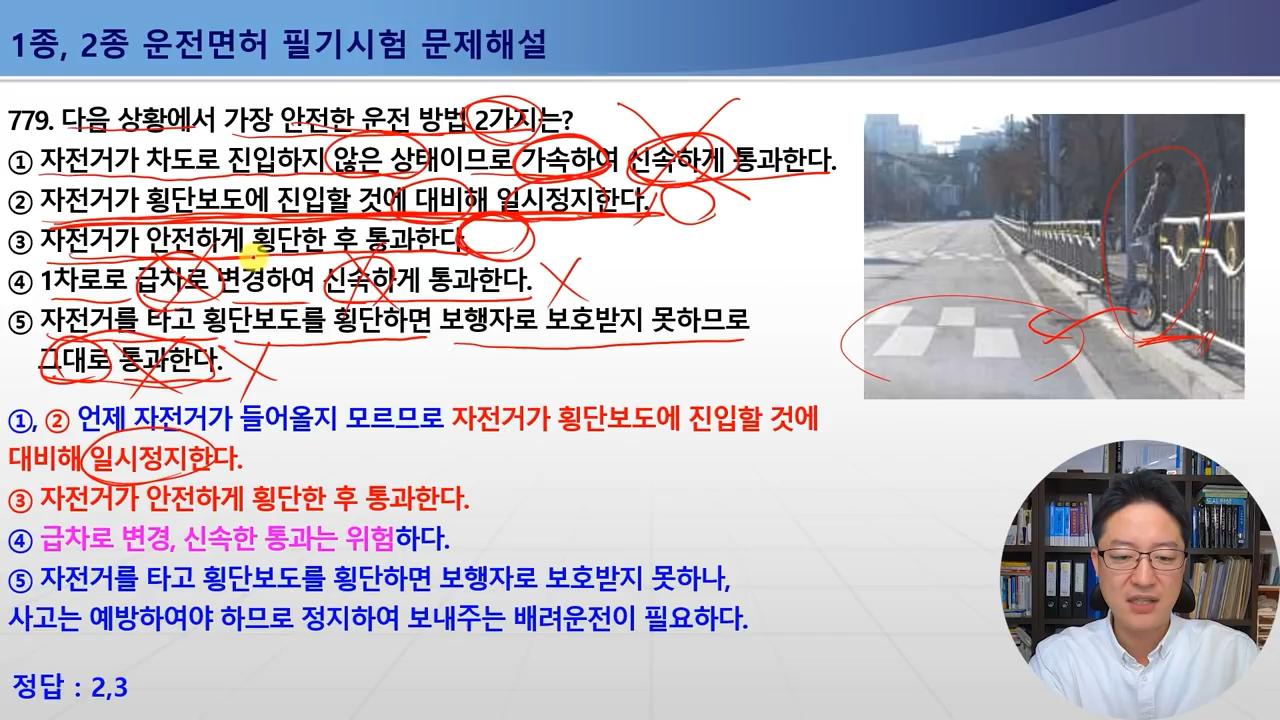 1종, 2종 운전면허 필기시험 문제해설
779. 다음 상황에서 가장 안전한 운전 방법 2가지는?
① 자전거가 차도로 진입하지 않은 상태이므로 가속하여 신속하게 통과한다.
② 자전거가 횡단보도에 진입할 것에 대비해 일시정지한다.
③ 자전거가 안전하게 횡단한 후 통과한다.
④ 1차로로 급차로 변경하여 신속하게 통과한다.
⑤ 자전거를 타고 횡단보도를 횡단하면 보행자로 보호받지 못하므로
그대로 통과한다.
①, ② 언제 자전거가 들어올지 모르므로 자전거가 횡단보도에 진입할 것에
대비해 일시정지한다.
③ 자전거가 안전하게 횡단한 후 통과한다.
④ 급차로 변경, 신속한 통과는 위험하다.
⑤ 자전거를 타고 횡단보도를 횡단하면 보행자로 보호받지 못하나,
사고는 예방하여야 하므로 정지하여 보내주는 배려운전이 필요하다.
정답 : 2,3